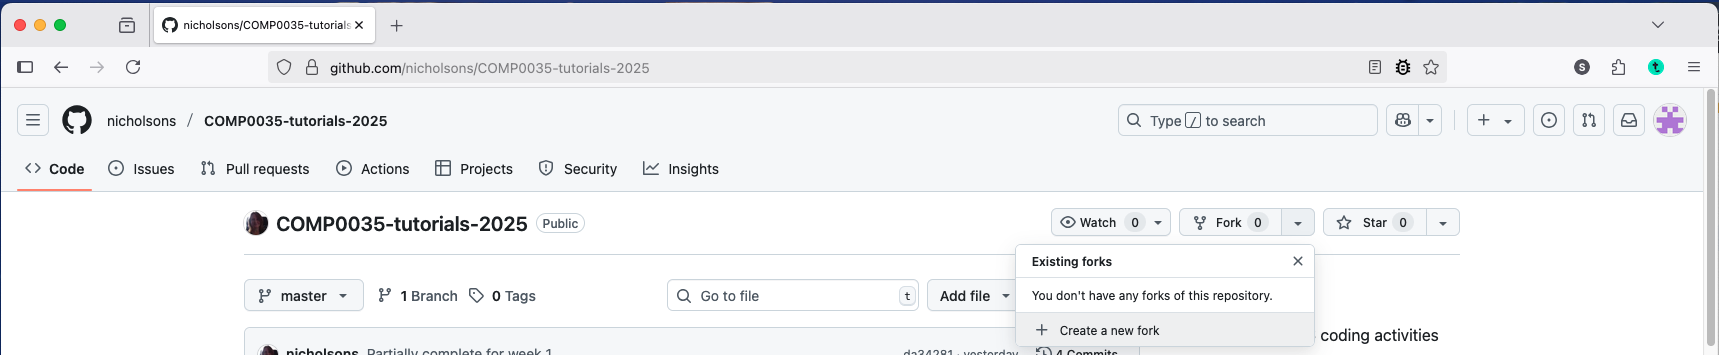 nicholsons/COMP0035-tutorials
github.com/nicholsons/COMP0035-tutorials-2025
S
t
nicholsons / COMP0035-tutorials-2025
Type / to search
Code
Issues
Pull requests
Actions
Projects
Security
Insights
COMP0035-tutorials-2025
Public
Watch 0
Fork 0
Star 0
Existing forks
You don't have any forks of this repository.
Create a new fork
master
1 Branch
0 Tags
Go to file
t
Add file
coding activities
nicholsons Partially complete for week 1
da34281 · yesterday
4 Commits